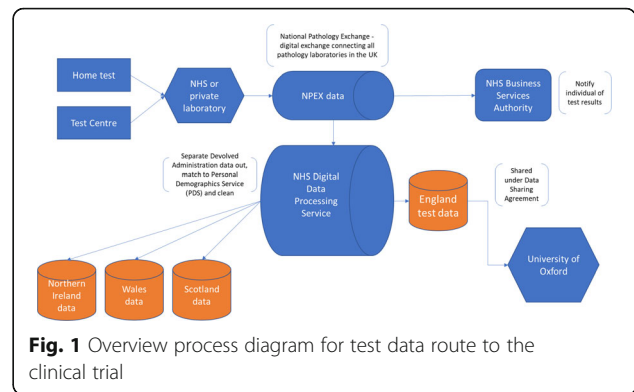 National Pathology Exchange -
digital exchange connecting all
pathology laboratories in the UK
Home test
Test Centre
NHS or
private
laboratory
NPEX data
NHS Business
Services
Authority
Notify
individual of
test results
Separate Devolved
Administration data out,
match to Personal
Demographics Service
(PDS) and clean
NHS Digital
Data
Processing
Service
England
test data
Shared
under Data
Sharing
Agreement
University of
Oxford
Northern
Ireland
data
Wales
data
Scotland
data
Fig. 1 Overview process diagram for test data route to the
clinical trial